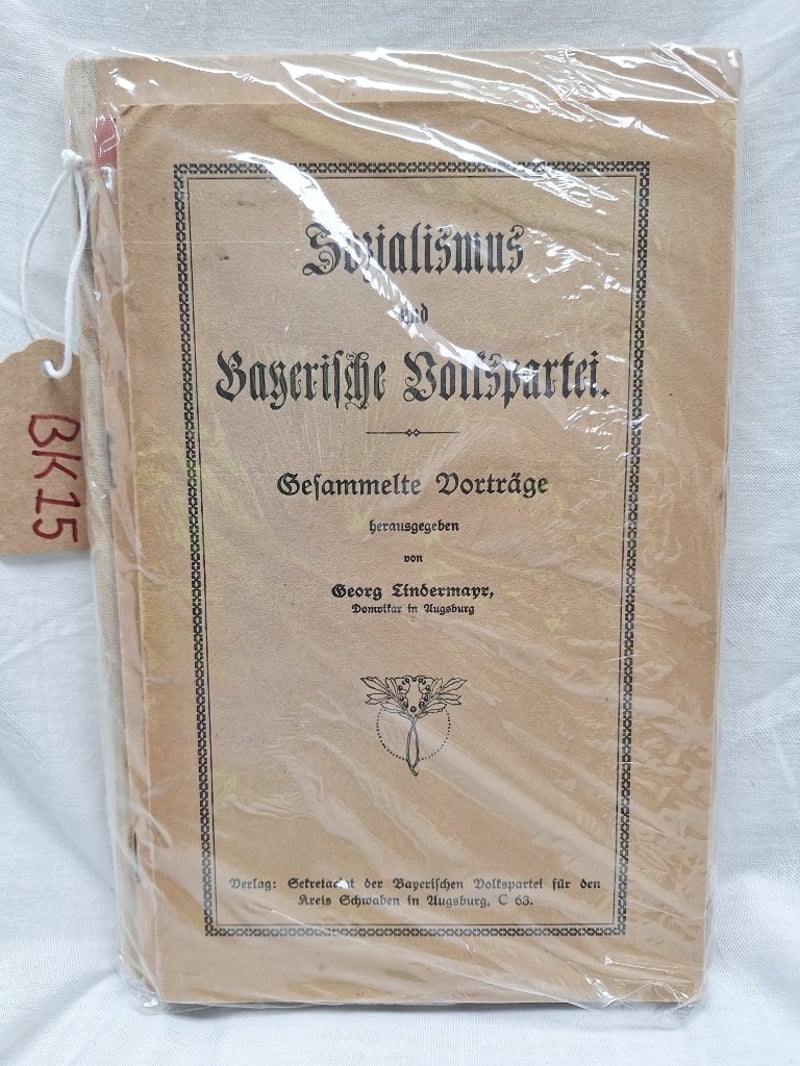 Sozialismus
und
Bayerische Volkspartei.
Gesammelte Vorträge
herausgegeben
von
Georg Lindermayr,
Domvikar in Augsburg
Verlag: Sekretariat der Bayerischen Volkspartei für den
Kreis Schwaben in Augsburg, C 63.
BK15